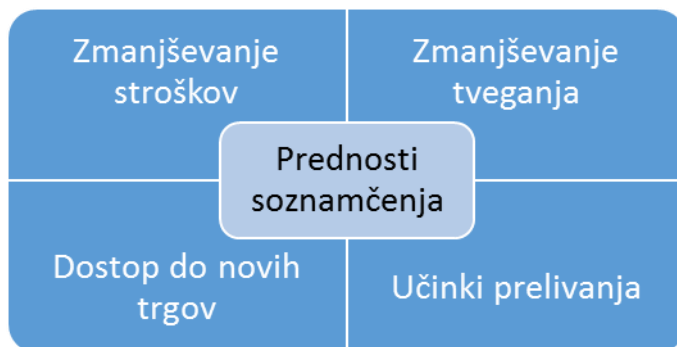 Zmanjševanje
stroškov
Zmanjševanje
tveganja
Prednosti
soznamčenja
Dostop do novih
trgov
Učinki prelivanja